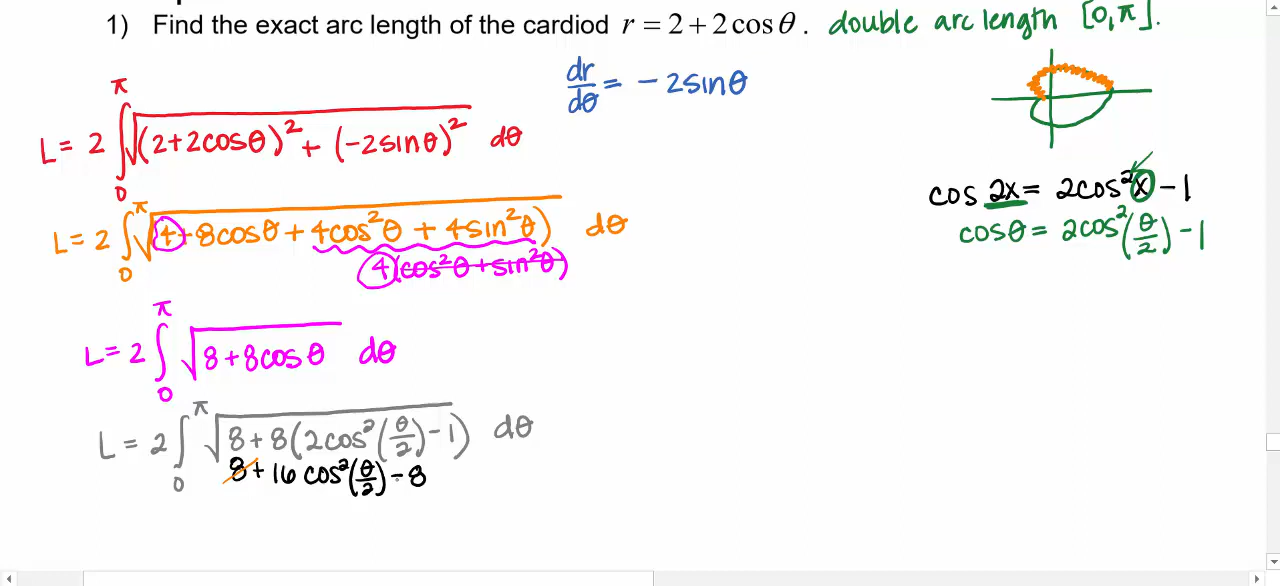 1) Find the exact arc length of the cardiod r = 2 + 2cosθ. double arc length [0,π].
dr/dθ = −2sinθ
L = 2 ∫₀^π √((2+2cosθ)² + (−2sinθ)²) dθ
cos 2x = 2cos²x − 1
cosθ = 2cos²(θ/2) − 1
L = 2 ∫₀^π √(4+8cosθ + 4cos²θ + 4sin²θ) dθ
4(cos²θ+sin²θ)
L = 2 ∫₀^π √(8+8cosθ) dθ
L = 2 ∫₀^π √(8+8(2cos²(θ/2)−1)) dθ
8 + 16 cos²(θ/2) − 8